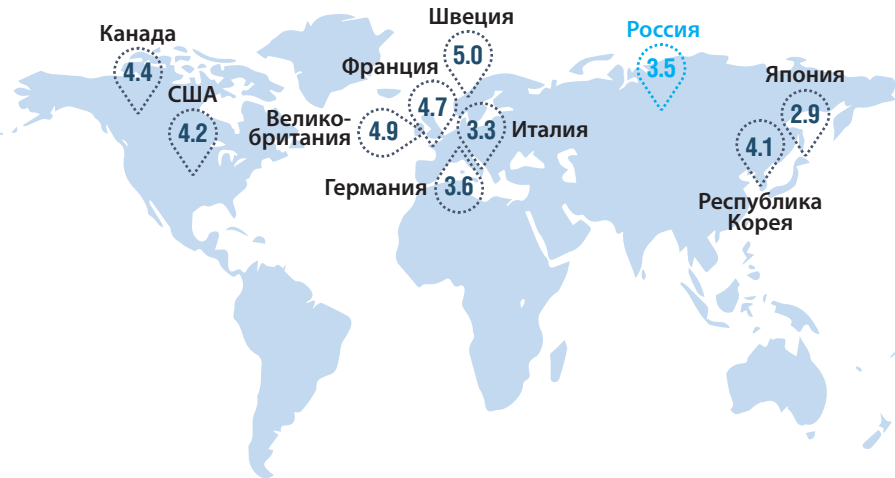 Швеция
5.0
Канада
4.4
Россия
3.5
Франция
4.7
США
4.2
Япония
2.9
Велико-
британия
4.9
3.3
Италия
4.1
Республика
Корея
Германия
3.6